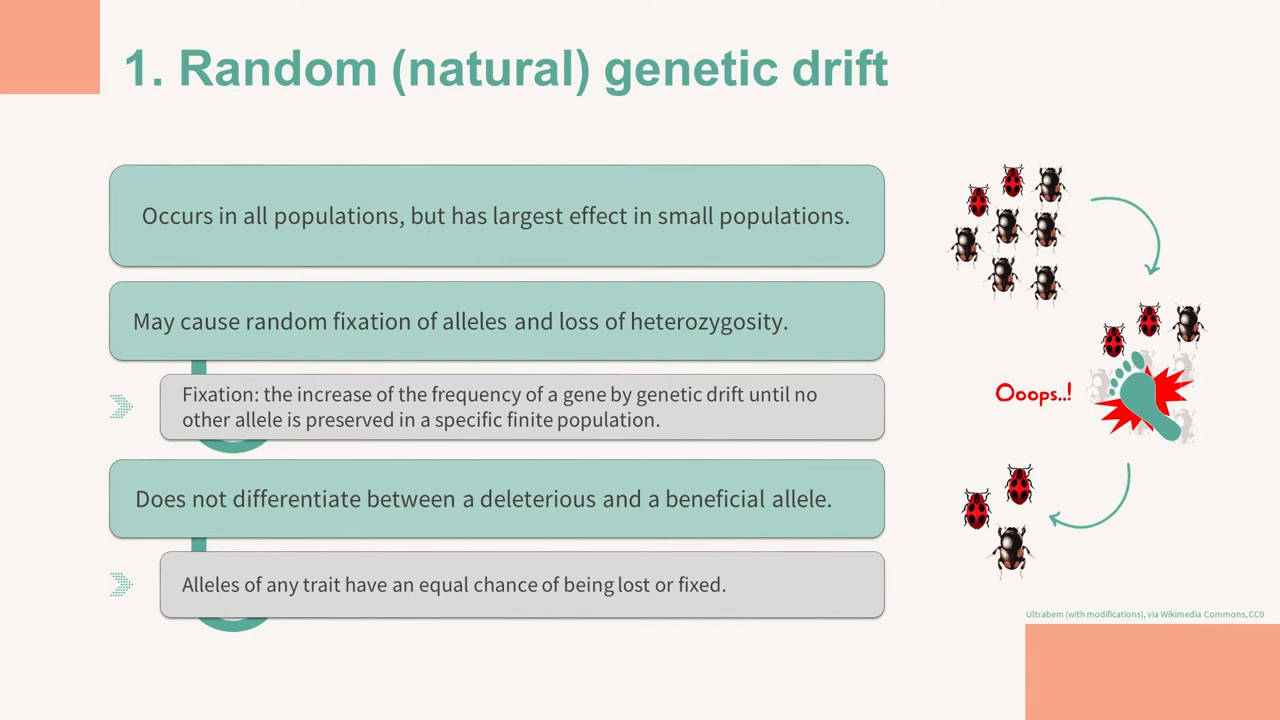 1. Random (natural) genetic drift
Occurs in all populations, but has largest effect in small populations.
May cause random fixation of alleles and loss of heterozygosity.
Fixation: the increase of the frequency of a gene by genetic drift until no
other allele is preserved in a specific finite population.
Does not differentiate between a deleterious and a beneficial allele.
Alleles of any trait have an equal chance of being lost or fixed.
Ooops..!
Ultrabem (with modifications), via Wikimedia Commons, CC0